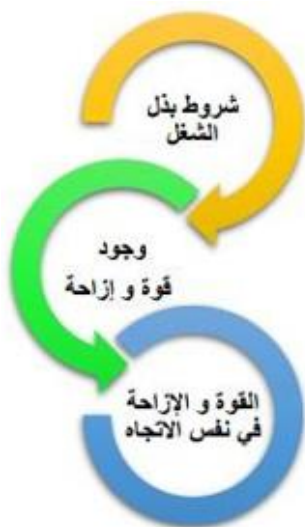 شروط بذل
الشغل
وجود
قوة و إزاحة
القوة و الإزاحة
في نفس الاتجاه